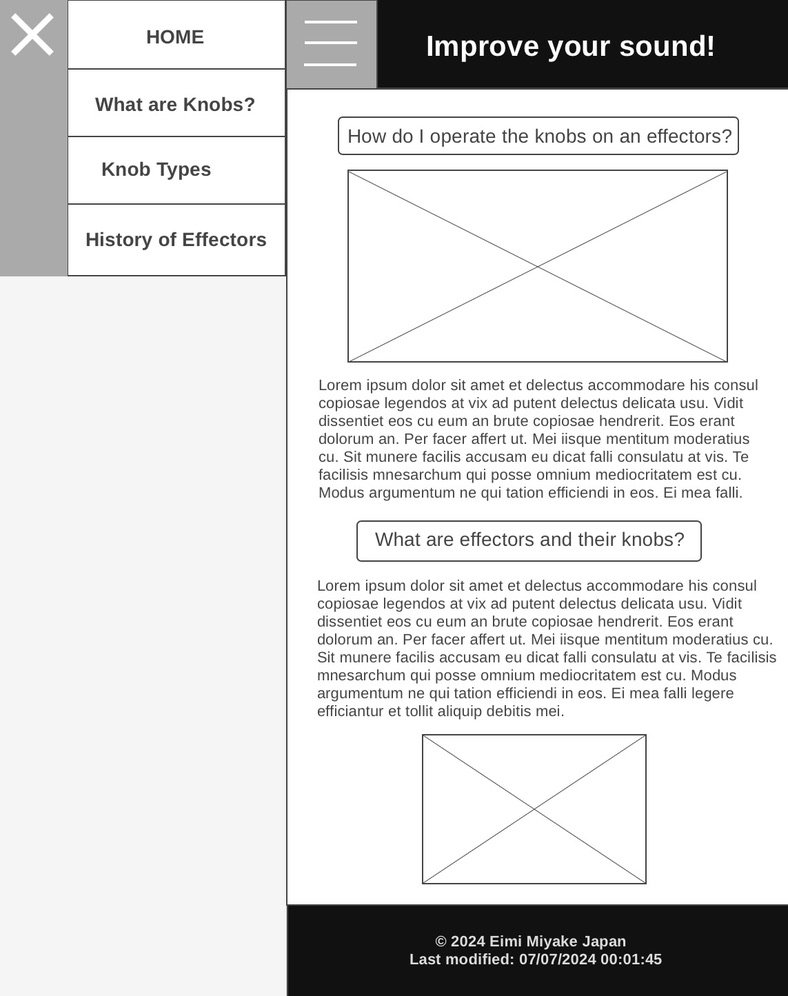 HOME
What are Knobs?
Knob Types
History of Effectors
Improve your sound!
How do I operate the knobs on an effectors?
Lorem ipsum dolor sit amet et delectus accommodare his consul
copiosae legendos at vix ad putent delectus delicata usu. Vidit
dissentiet eos cu eum an brute copiosae hendrerit. Eos erant
dolorum an. Per facer affert ut. Mei iisque mentitum moderatius
cu. Sit munere facilis accusam eu dicat falli consulatu at vis. Te
facilisis mnesarchum qui posse omnium mediocritatem est cu.
Modus argumentum ne qui tation efficiendi in eos. Ei mea falli.
What are effectors and their knobs?
Lorem ipsum dolor sit amet et delectus accommodare his consul
copiosae legendos at vix ad putent delectus delicata usu. Vidit
dissentiet eos cu eum an brute copiosae hendrerit. Eos erant
dolorum an. Per facer affert ut. Mei iisque mentitum moderatius cu.
Sit munere facilis accusam eu dicat falli consulatu at vis. Te facilisis
mnesarchum qui posse omnium mediocritatem est cu. Modus
argumentum ne qui tation efficiendi in eos. Ei mea falli legere
efficiantur et tollit aliquip debitis mei.
© 2024 Eimi Miyake Japan
Last modified: 07/07/2024 00:01:45